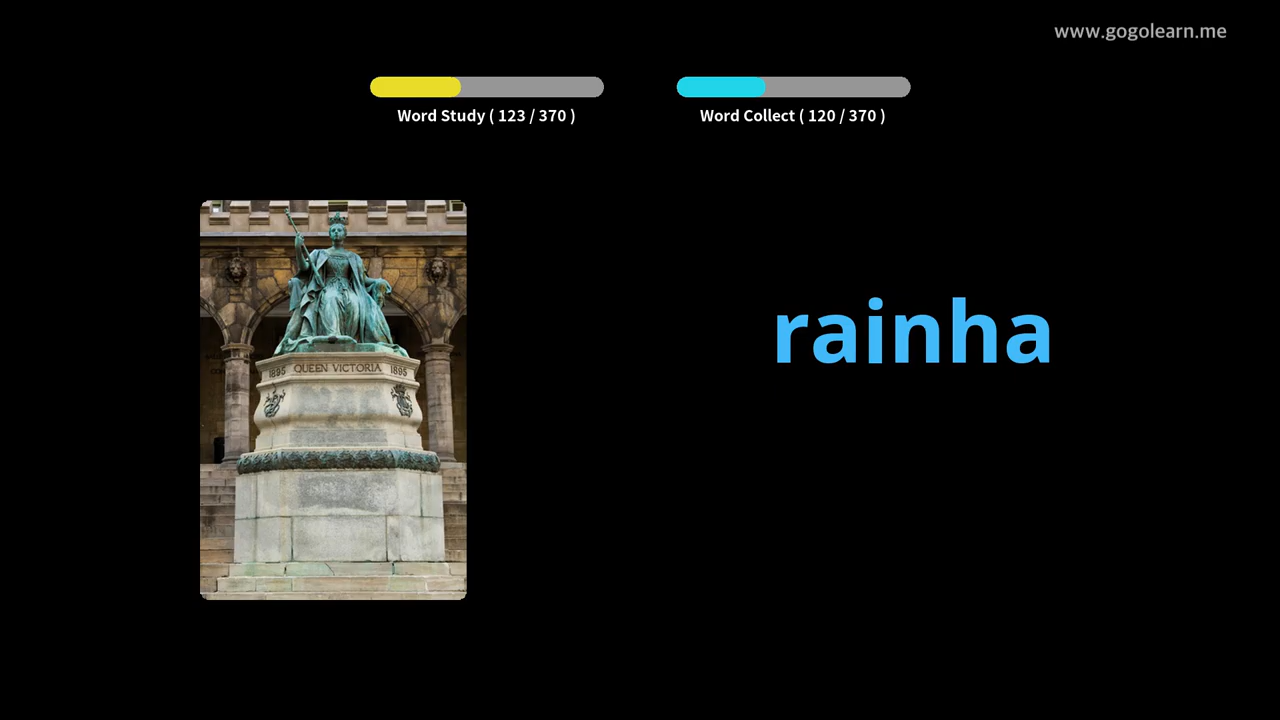 www.gogolearn.me
Word Study ( 123 / 370 )
Word Collect ( 120 / 370 )
rainha
1895 QUEEN VICTORIA 1895